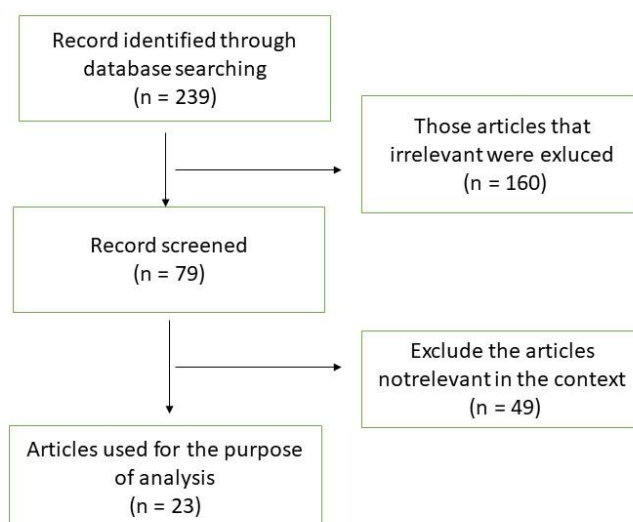 Record identified through
database searching
(n = 239)
Those articles that
irrelevant were exluced
(n = 160)
Record screened
(n = 79)
Exclude the articles
notrelevant in the context
(n = 49)
Articles used for the purpose
of analysis
(n = 23)